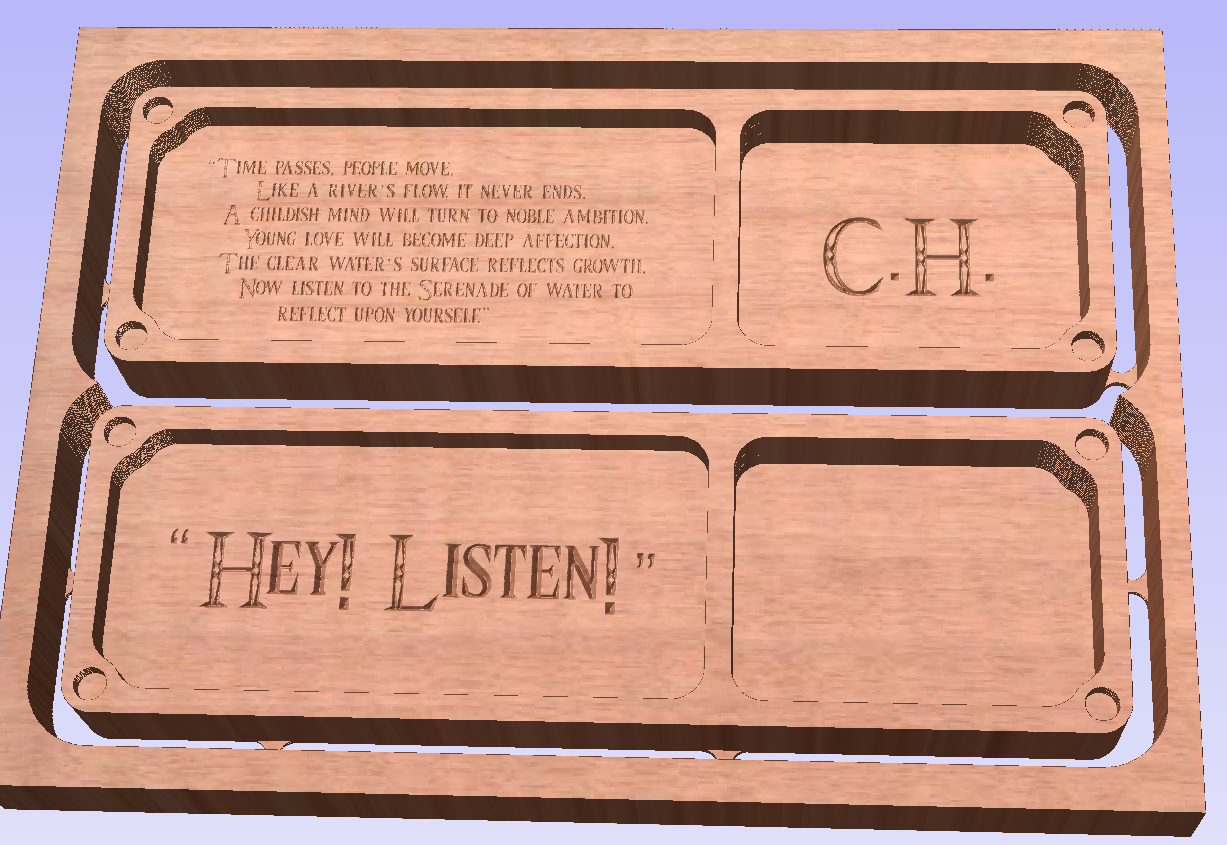 "Time passes, people move.
Like a river's flow, it never ends.
A childish mind will turn to noble ambition.
Young love will become deep affection.
The clear water's surface reflects growth.
Now listen to the Serenade of Water to
reflect upon yourself."
C.H.
"Hey! Listen!"